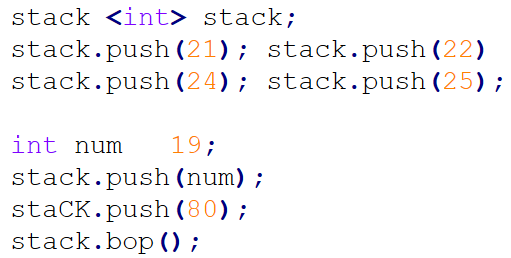 stack <int> stack;
stack.push(21); stack.push(22)
stack.push(24); stack.push(25);
int num   19;
stack.push(num);
staCK.push(80);
stack.bop();